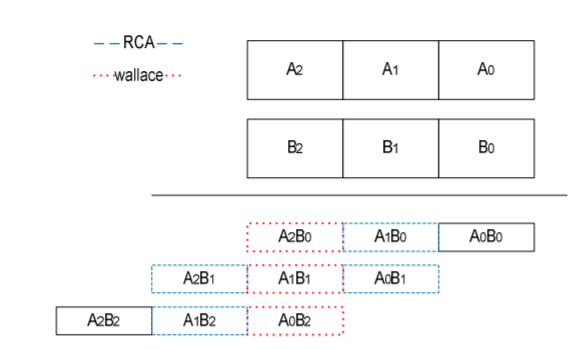 RCA
wallace
A2 A1 A0
B2 B1 B0
A2B0 A1B0 A0B0
A2B1 A1B1 A0B1
A2B2 A1B2 A0B2